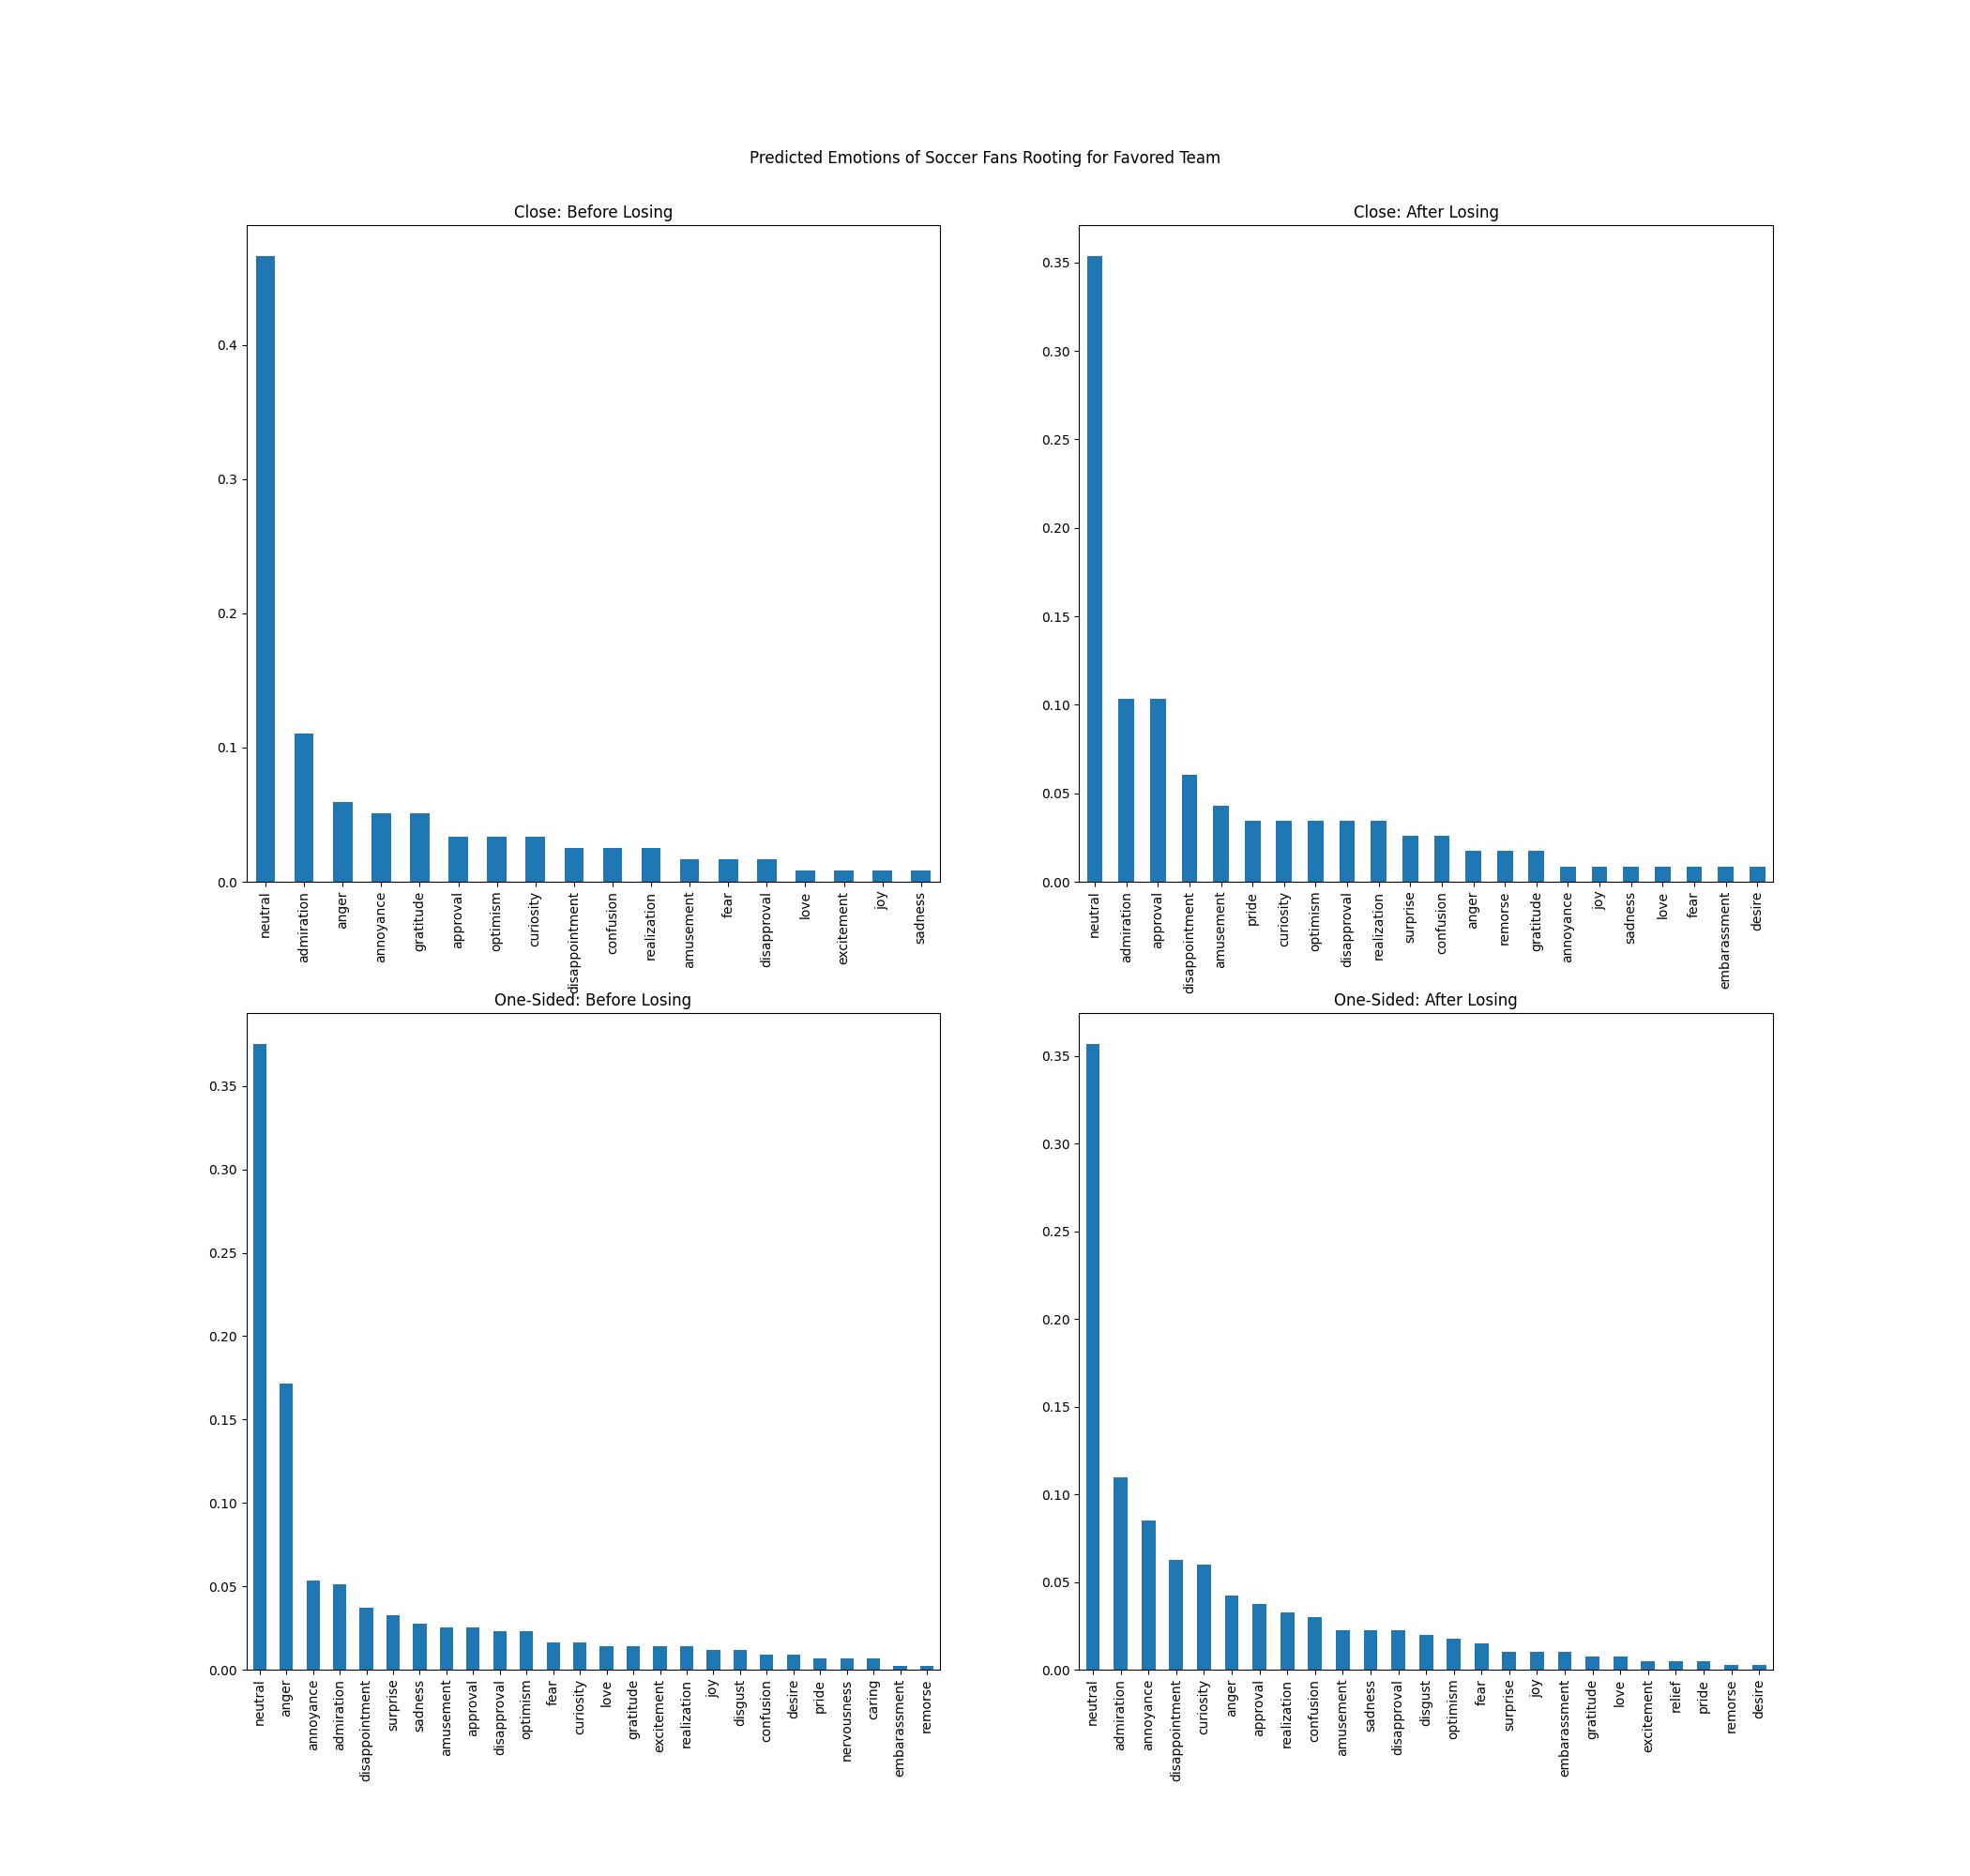 Predicted Emotions of Soccer Fans Rooting for Favored Team
Close: Before Losing
0.4
0.3
0.2
0.1
0.0
neutral
admiration
anger
annoyance
gratitude
approval
optimism
curiosity
disappointment
confusion
realization
amusement
fear
disapproval
love
excitement
joy
sadness
Close: After Losing
0.35
0.30
0.25
0.20
0.15
0.10
0.05
0.00
neutral
admiration
approval
disappointment
amusement
pride
curiosity
optimism
disapproval
realization
surprise
confusion
anger
remorse
gratitude
annoyance
joy
sadness
love
fear
embarassment
desire
One-Sided: Before Losing
0.35
0.30
0.25
0.20
0.15
0.10
0.05
0.00
neutral
anger
annoyance
admiration
disappointment
surprise
sadness
amusement
approval
disapproval
optimism
fear
curiosity
love
gratitude
excitement
realization
joy
disgust
confusion
desire
pride
nervousness
caring
embarassment
remorse
One-Sided: After Losing
0.35
0.30
0.25
0.20
0.15
0.10
0.05
0.00
neutral
admiration
annoyance
disappointment
curiosity
anger
approval
realization
confusion
amusement
sadness
disapproval
disgust
optimism
fear
surprise
joy
embarassment
gratitude
love
excitement
relief
pride
remorse
desire